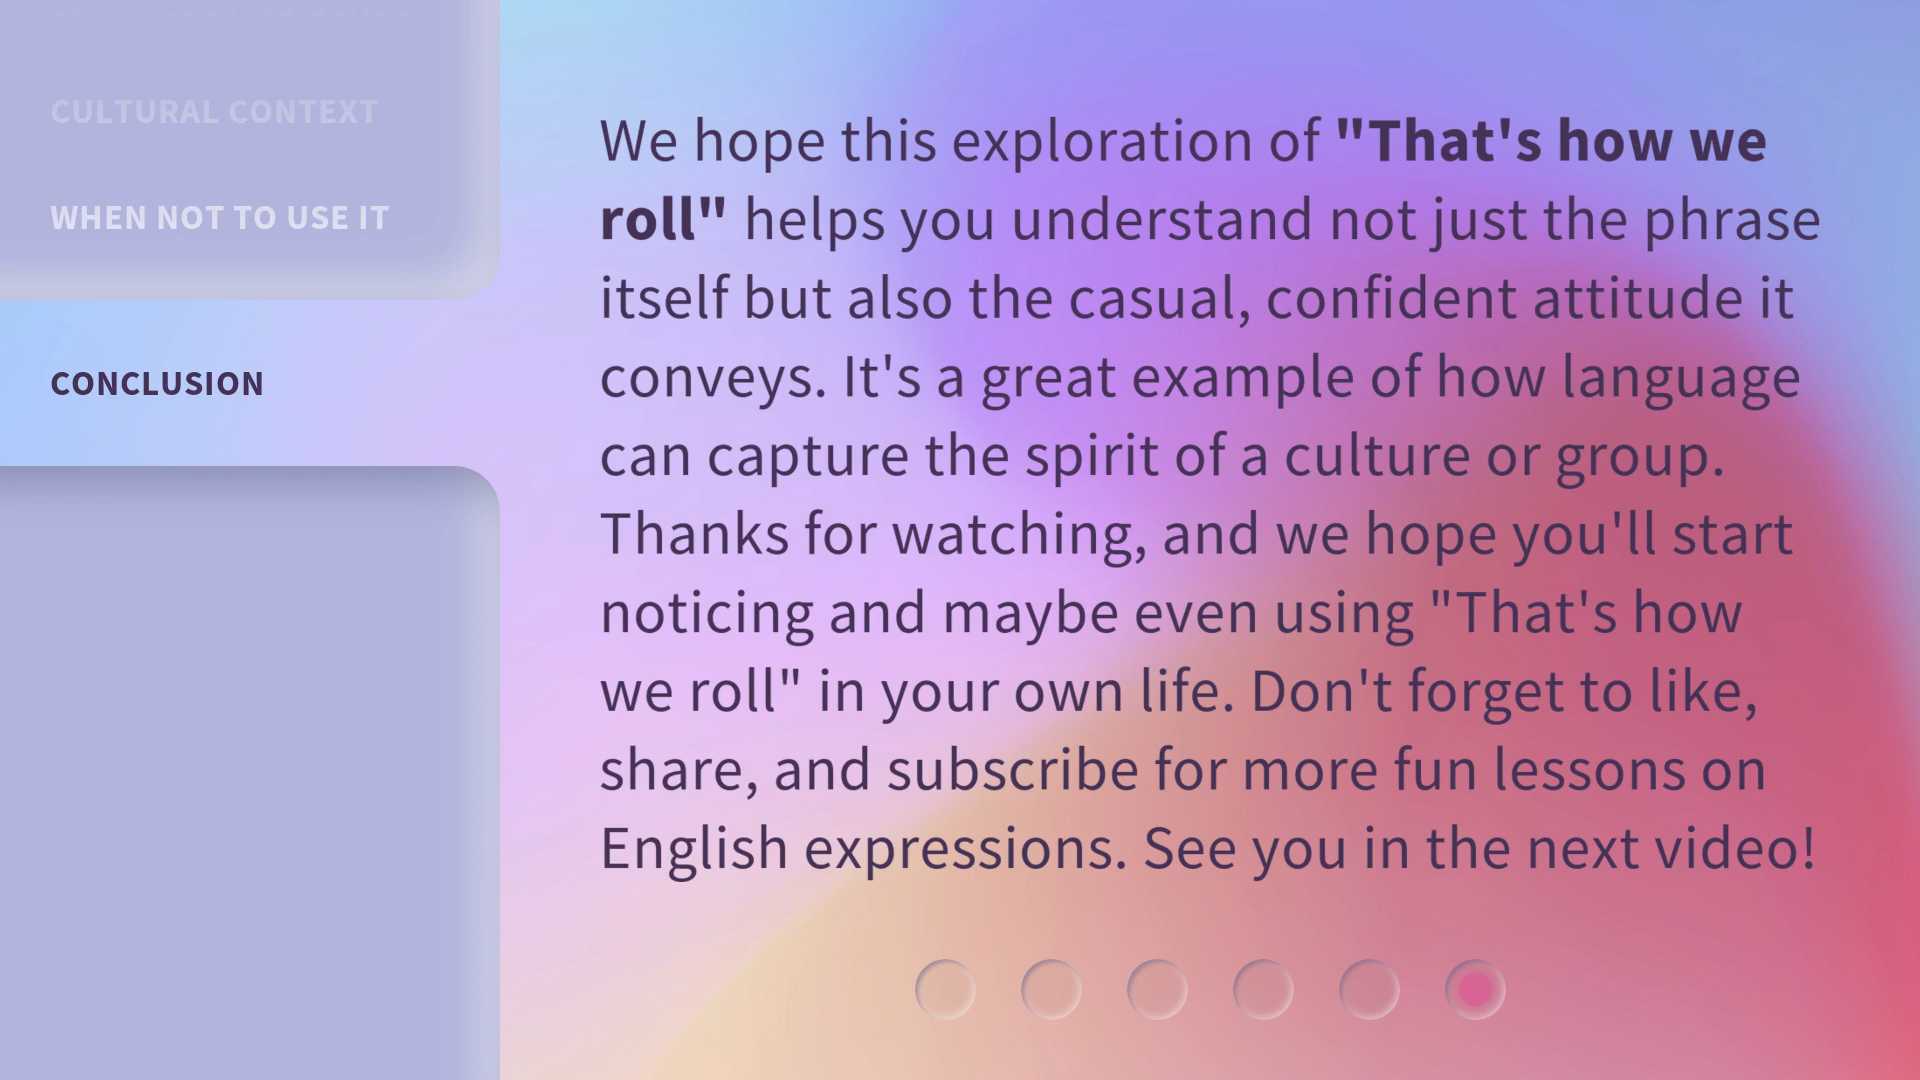 CULTURAL CONTEXT
WHEN NOT TO USE IT
CONCLUSION
We hope this exploration of "That's how we
roll" helps you understand not just the phrase
itself but also the casual, confident attitude it
conveys. It's a great example of how language
can capture the spirit of a culture or group.
Thanks for watching, and we hope you'll start
noticing and maybe even using "That's how
we roll" in your own life. Don't forget to like,
share, and subscribe for more fun lessons on
English expressions. See you in the next video!